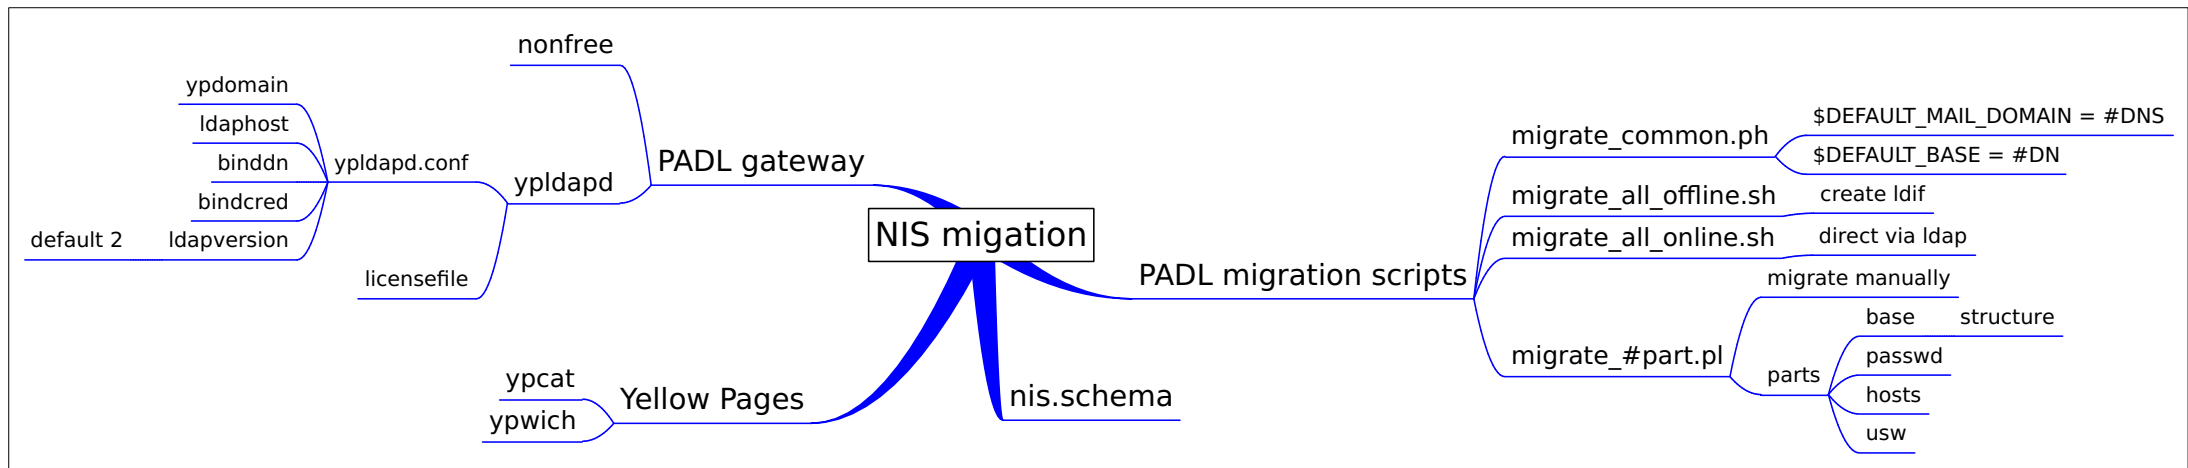 NIS migation
PADL gateway
nonfree
ypldapd
ypldapd.conf
ypdomain
ldaphost
binddn
bindcred
ldapversion
default 2
licensefile
Yellow Pages
ypcat
ypwich
nis.schema
PADL migration scripts
migrate_common.ph
$DEFAULT_MAIL_DOMAIN = #DNS
$DEFAULT_BASE = #DN
migrate_all_offline.sh
create ldif
migrate_all_online.sh
direct via ldap
migrate_#part.pl
migrate manually
parts
base
structure
passwd
hosts
usw